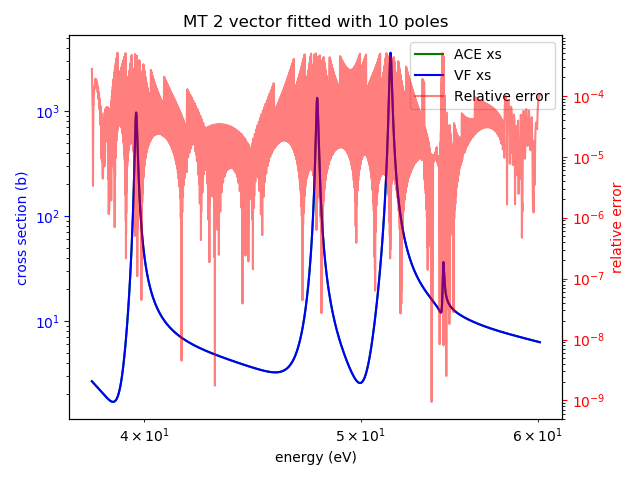 MT 2 vector fitted with 10 poles
ACE xs
VF xs
Relative error
cross section (b)
10³
10²
10¹
10⁻⁴
10⁻⁵
10⁻⁶
10⁻⁷
10⁻⁸
10⁻⁹
relative error
4 × 10¹
5 × 10¹
6 × 10¹
energy (eV)